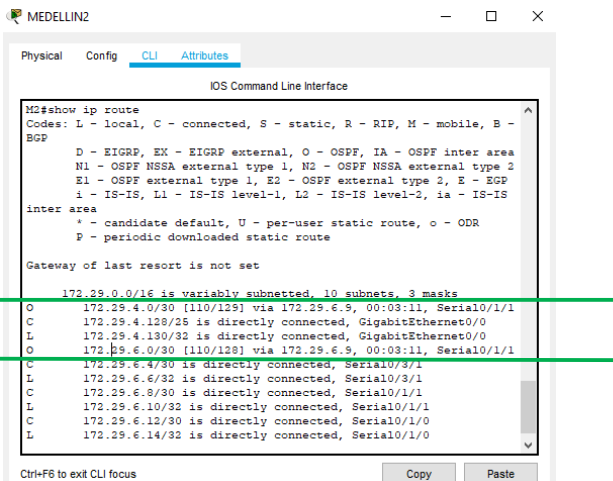 MEDELLIN2
Physical Config CLI Attributes
IOS Command Line Interface
M2#show ip route
Codes: L - local, C - connected, S - static, R - RIP, M - mobile, B -
BGP
D - EIGRP, EX - EIGRP external, O - OSPF, IA - OSPF inter area
N1 - OSPF NSSA external type 1, N2 - OSPF NSSA external type 2
E1 - OSPF external type 1, E2 - OSPF external type 2, E - EGP
i - IS-IS, L1 - IS-IS level-1, L2 - IS-IS level-2, ia - IS-IS
inter area
* - candidate default, U - per-user static route, o - ODR
P - periodic downloaded static route
Gateway of last resort is not set
172.29.0.0/16 is variably subnetted, 10 subnets, 3 masks
O 172.29.4.0/30 [110/129] via 172.29.6.9, 00:03:11, Serial0/1/1
C 172.29.4.128/25 is directly connected, GigabitEthernet0/0
L 172.29.4.130/32 is directly connected, GigabitEthernet0/0
O 172.29.6.0/30 [110/128] via 172.29.6.9, 00:03:11, Serial0/1/1
C 172.29.6.4/30 is directly connected, Serial0/3/1
L 172.29.6.6/32 is directly connected, Serial0/3/1
C 172.29.6.8/30 is directly connected, Serial0/1/1
L 172.29.6.10/32 is directly connected, Serial0/1/1
C 172.29.6.12/30 is directly connected, Serial0/1/0
L 172.29.6.14/32 is directly connected, Serial0/1/0
Ctrl+F6 to exit CLI focus
Copy Paste